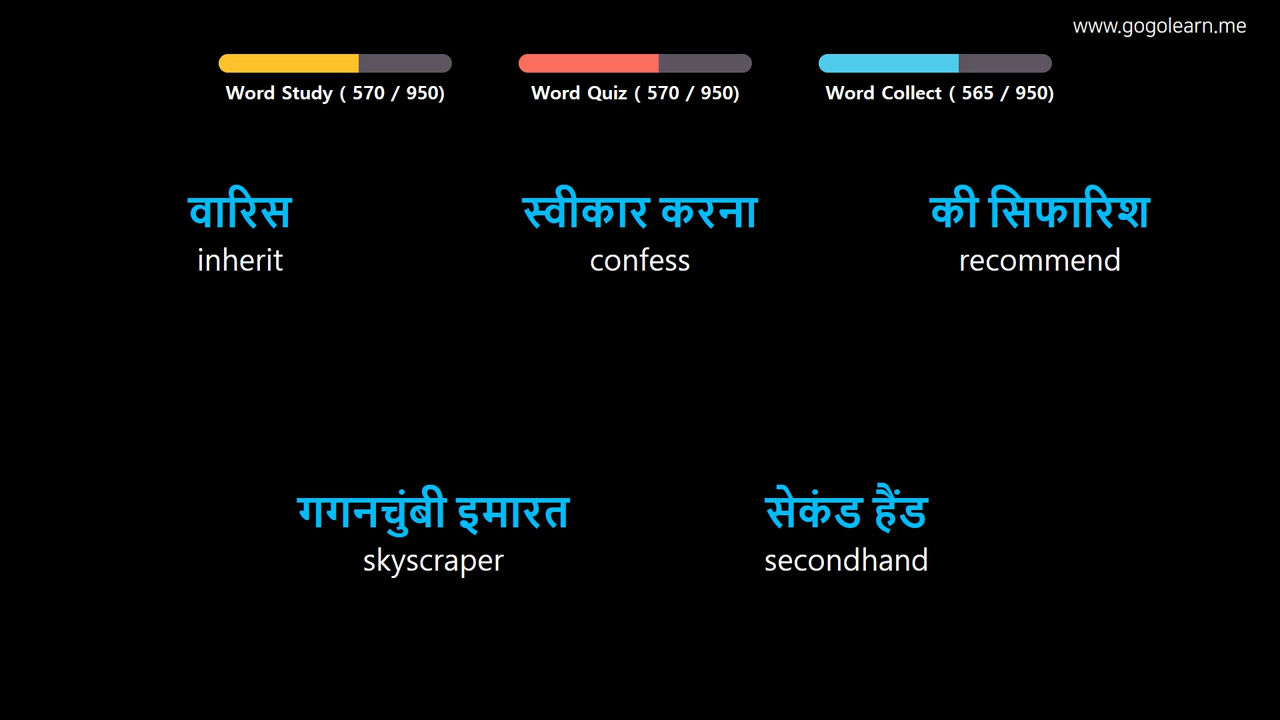 www.gogolearn.me
Word Study ( 570 / 950)
Word Quiz ( 570 / 950)
Word Collect ( 565 / 950)
वारिस
inherit
स्वीकार करना
confess
की सिफारिश
recommend
गगनचुंबी इमारत
skyscraper
सेकंड हैंड
secondhand